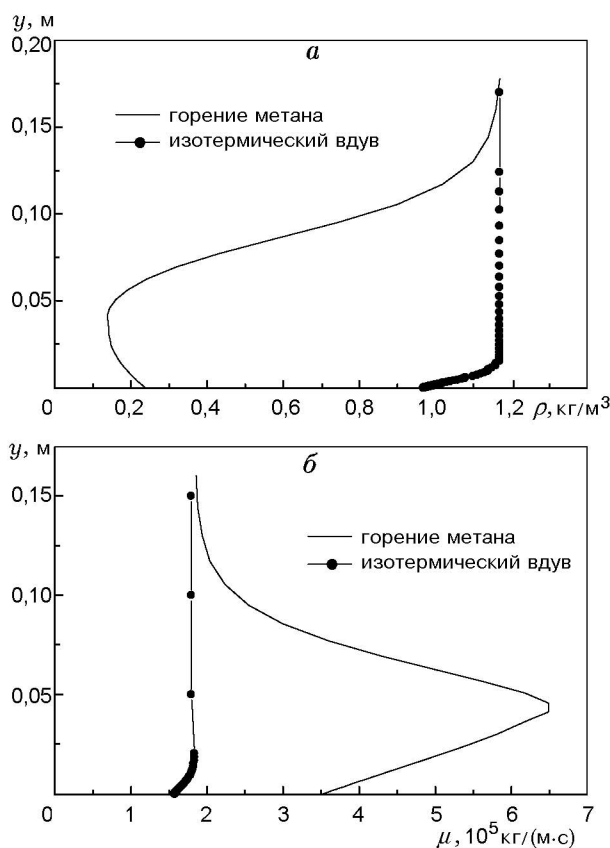 y, м
а
0,20
горение метана
изотермический вдув
0,15
0,10
0,05
0 0,2 0,4 0,6 0,8 1,0 1,2 ρ, кг/м³
y, м
б
0,15
горение метана
изотермический вдув
0,10
0,05
0 1 2 3 4 5 6 7
μ, 10⁵ кг/(м·с)